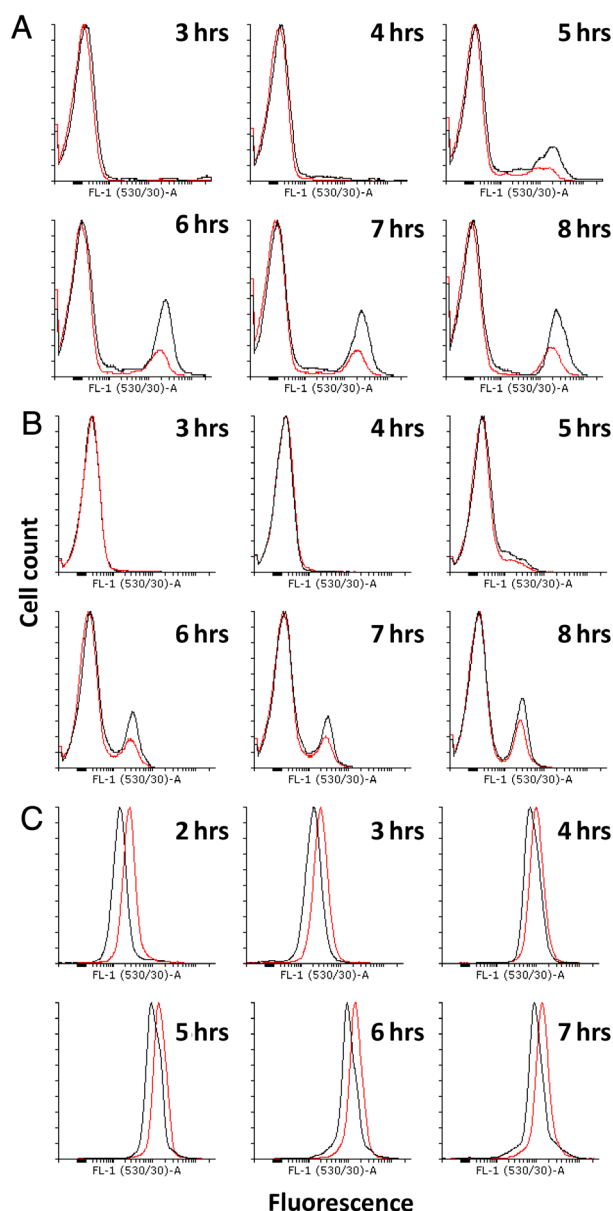 A
3 hrs
4 hrs
5 hrs
FL-1 (530/30)-A
FL-1 (530/30)-A
FL-1 (530/30)-A
6 hrs
7 hrs
8 hrs
FL-1 (530/30)-A
FL-1 (530/30)-A
FL-1 (530/30)-A
B
3 hrs
4 hrs
5 hrs
FL-1 (530/30)-A
FL-1 (530/30)-A
FL-1 (530/30)-A
Cell count
6 hrs
7 hrs
8 hrs
FL-1 (530/30)-A
FL-1 (530/30)-A
FL-1 (530/30)-A
C
2 hrs
3 hrs
4 hrs
FL-1 (530/30)-A
FL-1 (530/30)-A
FL-1 (530/30)-A
5 hrs
6 hrs
7 hrs
FL-1 (530/30)-A
FL-1 (530/30)-A
FL-1 (530/30)-A
Fluorescence